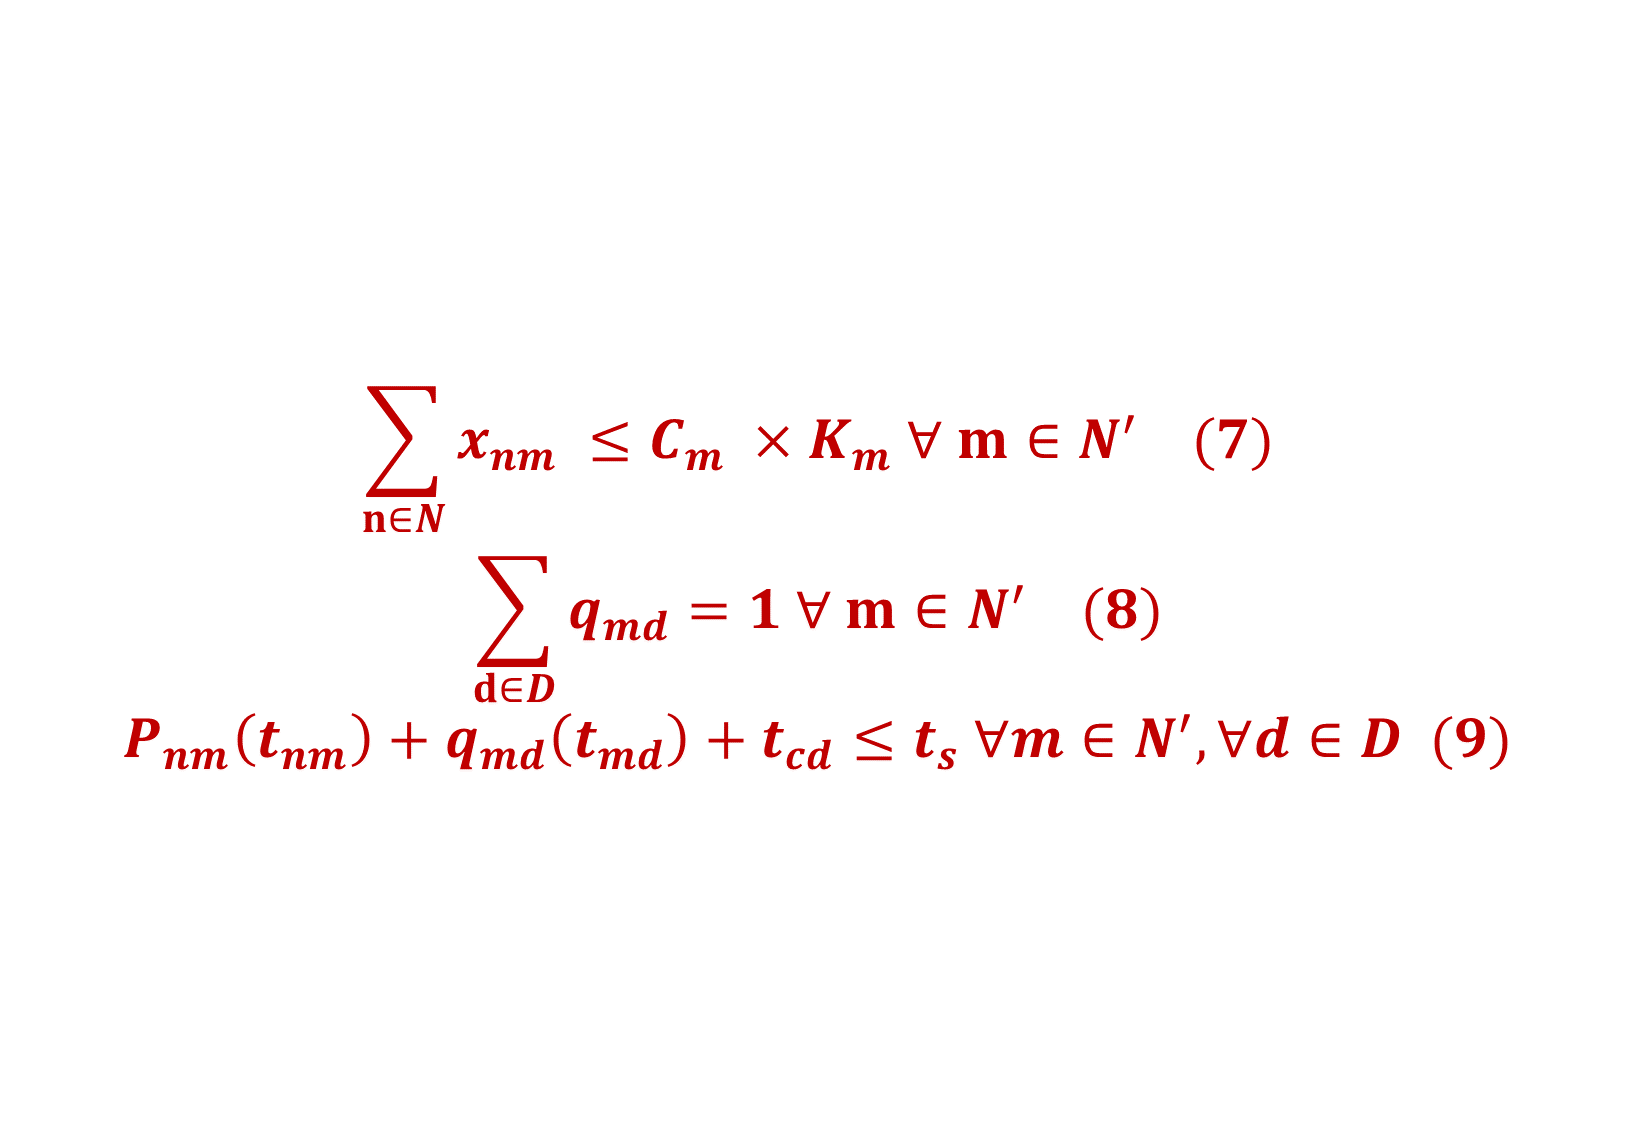 ∑_{n∈N} x_{nm} ≤ C_m × K_m ∀ m ∈ N′ (7)
∑_{d∈D} q_{md} = 1 ∀ m ∈ N′ (8)
P_{nm}(t_{nm}) + q_{md}(t_{md}) + t_{cd} ≤ t_s ∀m ∈ N′, ∀d ∈ D (9)